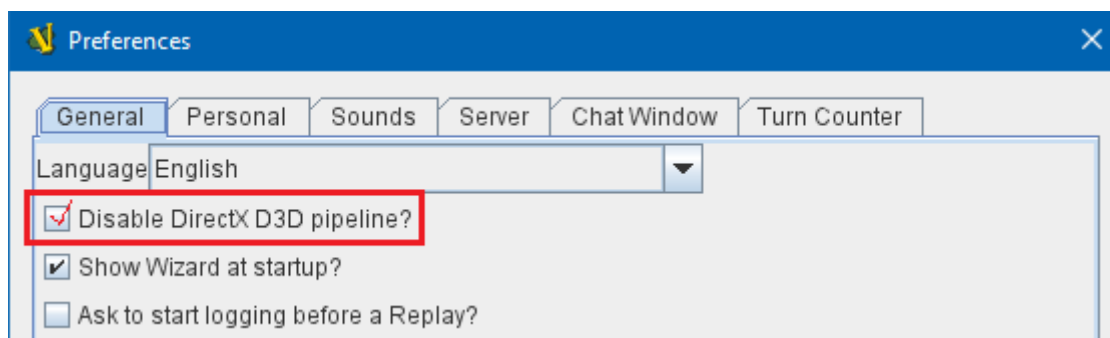 Preferences
General Personal Sounds Server Chat Window Turn Counter
Language English
Disable DirectX D3D pipeline?
Show Wizard at startup?
Ask to start logging before a Replay?